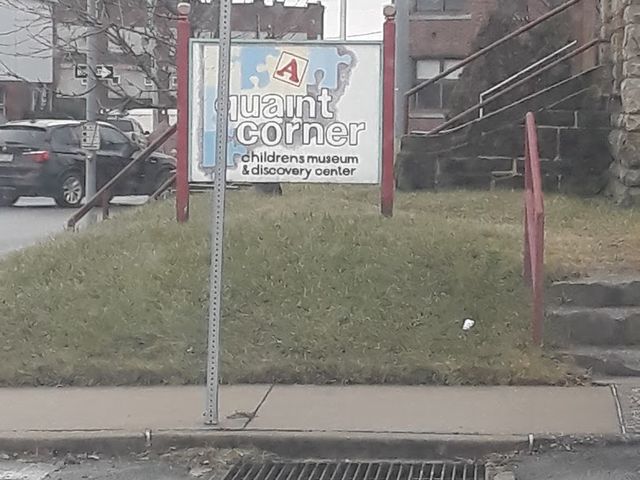 A
quaint
corner
childrens museum
& discovery center